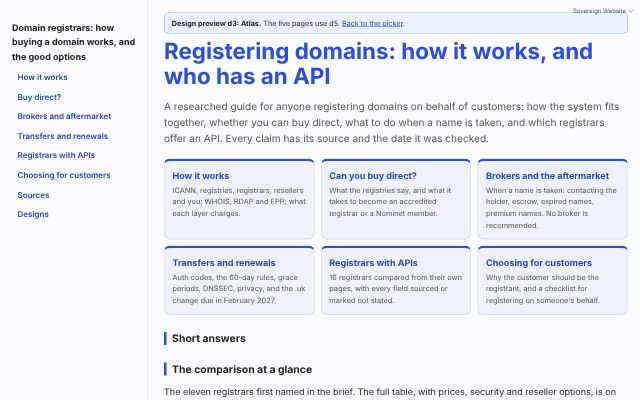 Sovereign Website
Domain registrars: how
buying a domain works, and
the good options
How it works
Buy direct?
Brokers and aftermarket
Transfers and renewals
Registrars with APIs
Choosing for customers
Sources
Designs
Design preview d3: Atlas. The live pages use d5. Back to the picker.
Registering domains: how it works, and
who has an API
A researched guide for anyone registering domains on behalf of customers: how the system fits
together, whether you can buy direct, what to do when a name is taken, and which registrars
offer an API. Every claim has its source and the date it was checked.
How it works
ICANN, registries, registrars, resellers
and you; WHOIS, RDAP and EPP; what
each layer charges.
Can you buy direct?
What the registries say, and what it
takes to become an accredited
registrar or a Nominet member.
Brokers and the aftermarket
When a name is taken: contacting the
holder, escrow, expired names,
premium names. No broker is
recommended.
Transfers and renewals
Auth codes, the 60-day rules, grace
periods, DNSSEC, privacy, and the .uk
change due in February 2027.
Registrars with APIs
16 registrars compared from their own
pages, with every field sourced or
marked not stated.
Choosing for customers
Why the customer should be the
registrant, and a checklist for
registering on someone's behalf.
Short answers
The comparison at a glance
The eleven registrars first named in the brief. The full table, with prices, security and reseller options, is on